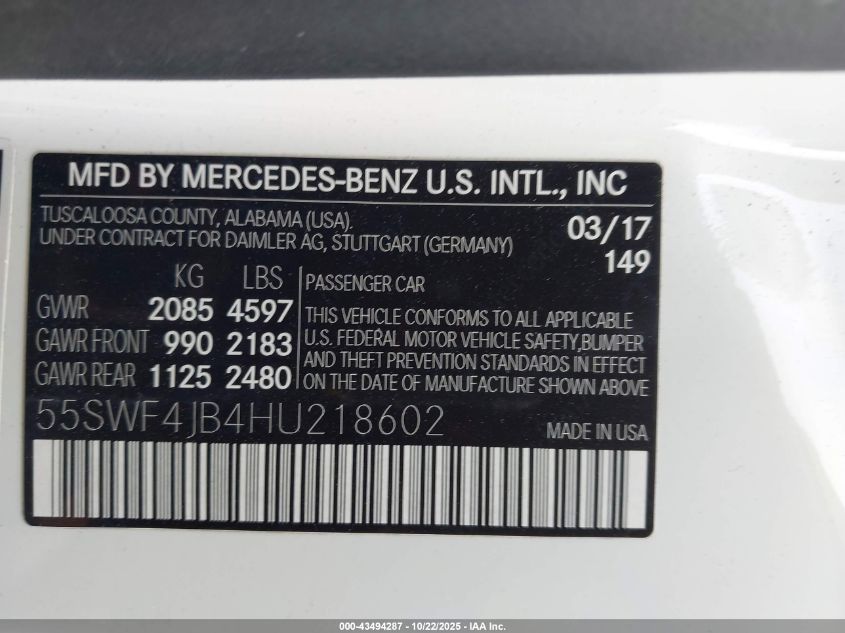 MFD BY MERCEDES-BENZ U.S. INTL., INC
TUSCALOOSA COUNTY, ALABAMA (USA).
UNDER CONTRACT FOR DAIMLER AG, STUTTGART (GERMANY)
03/17
149
KG LBS
GVWR 2085 4597
GAWR FRONT 990 2183
GAWR REAR 1125 2480
PASSENGER CAR
THIS VEHICLE CONFORMS TO ALL APPLICABLE
U.S. FEDERAL MOTOR VEHICLE SAFETY,BUMPER
AND THEFT PREVENTION STANDARDS IN EFFECT
ON THE DATE OF MANUFACTURE SHOWN ABOVE
55SWF4JB4HU218602
MADE IN USA
000-43494287 - 10/22/2025 - IAA Inc.